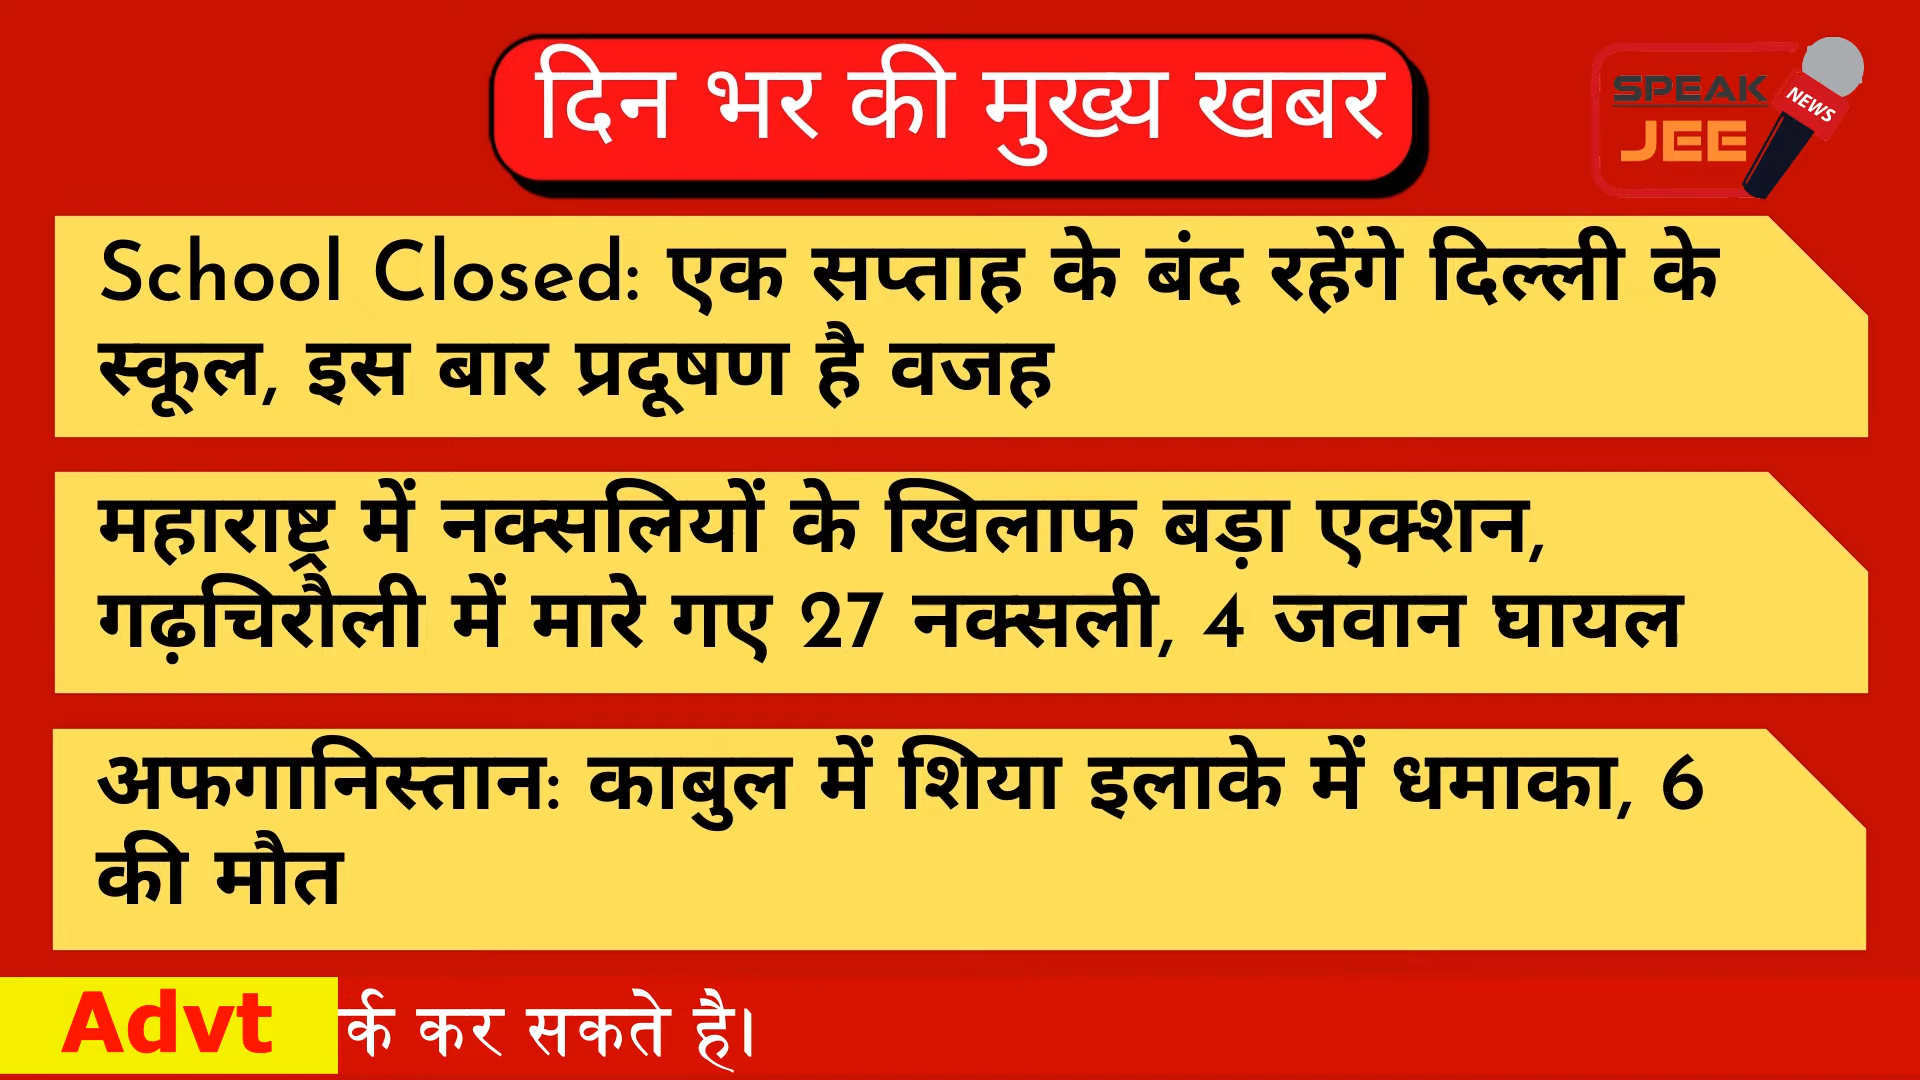 दिन भर की मुख्य खबर
SPEAK
JEE
NEWS
School Closed: एक सप्ताह के बंद रहेंगे दिल्ली के
स्कूल, इस बार प्रदूषण है वजह
महाराष्ट्र में नक्सलियों के खिलाफ बड़ा एक्शन,
गढ़चिरौली में मारे गए 27 नक्सली, 4 जवान घायल
अफगानिस्तान: काबुल में शिया इलाके में धमाका, 6
की मौत
Advt र्क कर सकते है।